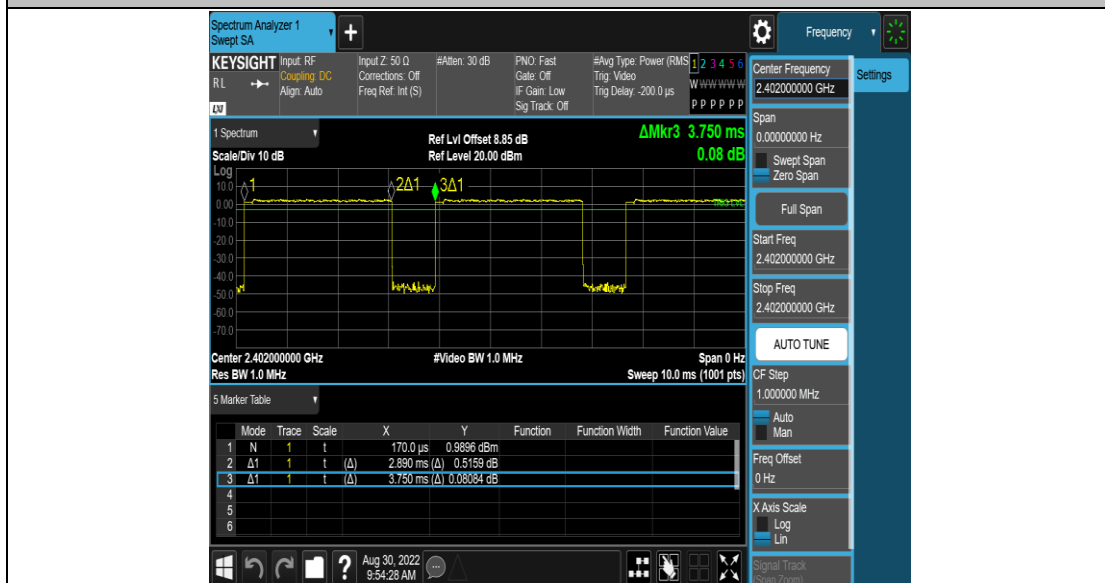 Spectrum Analyzer 1
Swept SA
+
Frequency
KEYSIGHT
RL
LXI
Input: RF
Coupling: DC
Align: Auto
Input Z: 50 Ω
Corrections: Off
Freq Ref: Int (S)
#Atten: 30 dB
PNO: Fast
Gate: Off
IF Gain: Low
Sig Track: Off
#Avg Type: Power (RMS
Trig: Video
Trig Delay: -200.0 µs
1 2 3 4 5 6
W W W W W W
P P P P P P
1 Spectrum
Scale/Div 10 dB
Ref Lvl Offset 8.85 dB
Ref Level 20.00 dBm
ΔMkr3 3.750 ms
0.08 dB
Log
10.0
0.00
-10.0
-20.0
-30.0
-40.0
-50.0
-60.0
-70.0
1
2Δ1
3Δ1
Center 2.402000000 GHz
Res BW 1.0 MHz
#Video BW 1.0 MHz
Span 0 Hz
Sweep 10.0 ms (1001 pts)
5 Marker Table
Mode Trace Scale X Y Function Function Width Function Value
1 N 1 t 170.0 µs 0.9896 dBm
2 Δ1 1 t (Δ) 2.890 ms (Δ) 0.5159 dB
3 Δ1 1 t (Δ) 3.750 ms (Δ) 0.08084 dB
4
5
6
?
Aug 30, 2022
9:54:28 AM
Settings
Center Frequency
2.402000000 GHz
Span
0.00000000 Hz
Swept Span
Zero Span
Full Span
Start Freq
2.402000000 GHz
Stop Freq
2.402000000 GHz
AUTO TUNE
CF Step
1.000000 MHz
Auto
Man
Freq Offset
0 Hz
X Axis Scale
Log
Lin
Signal Track
(Span Zoom)